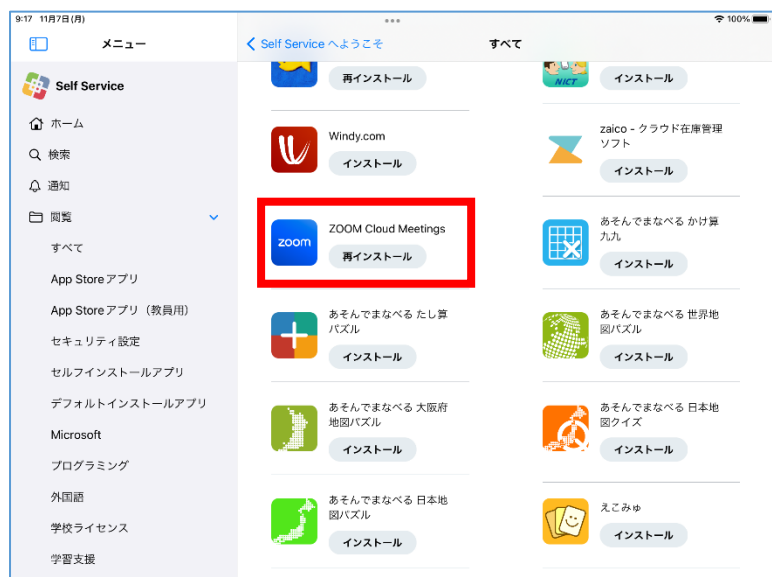 9:17 11月7日(月)
100%
メニュー
Self Service へようこそ
すべて
Self Service
ホーム
検索
通知
閲覧
すべて
App Store アプリ
App Store アプリ（教員用）
セキュリティ設定
セルフインストールアプリ
デフォルトインストールアプリ
Microsoft
プログラミング
外国語
学校ライセンス
学習支援
再インストール
NICT
インストール
Windy.com
インストール
zaico - クラウド在庫管理
ソフト
インストール
zoom
ZOOM Cloud Meetings
再インストール
あそんでまなべる かけ算
九九
インストール
あそんでまなべる たし算
パズル
インストール
あそんでまなべる 世界地
図パズル
インストール
あそんでまなべる 大阪府
地図パズル
インストール
あそんでまなべる 日本地
図クイズ
インストール
あそんでまなべる 日本地
図パズル
インストール
えこみゅ
インストール